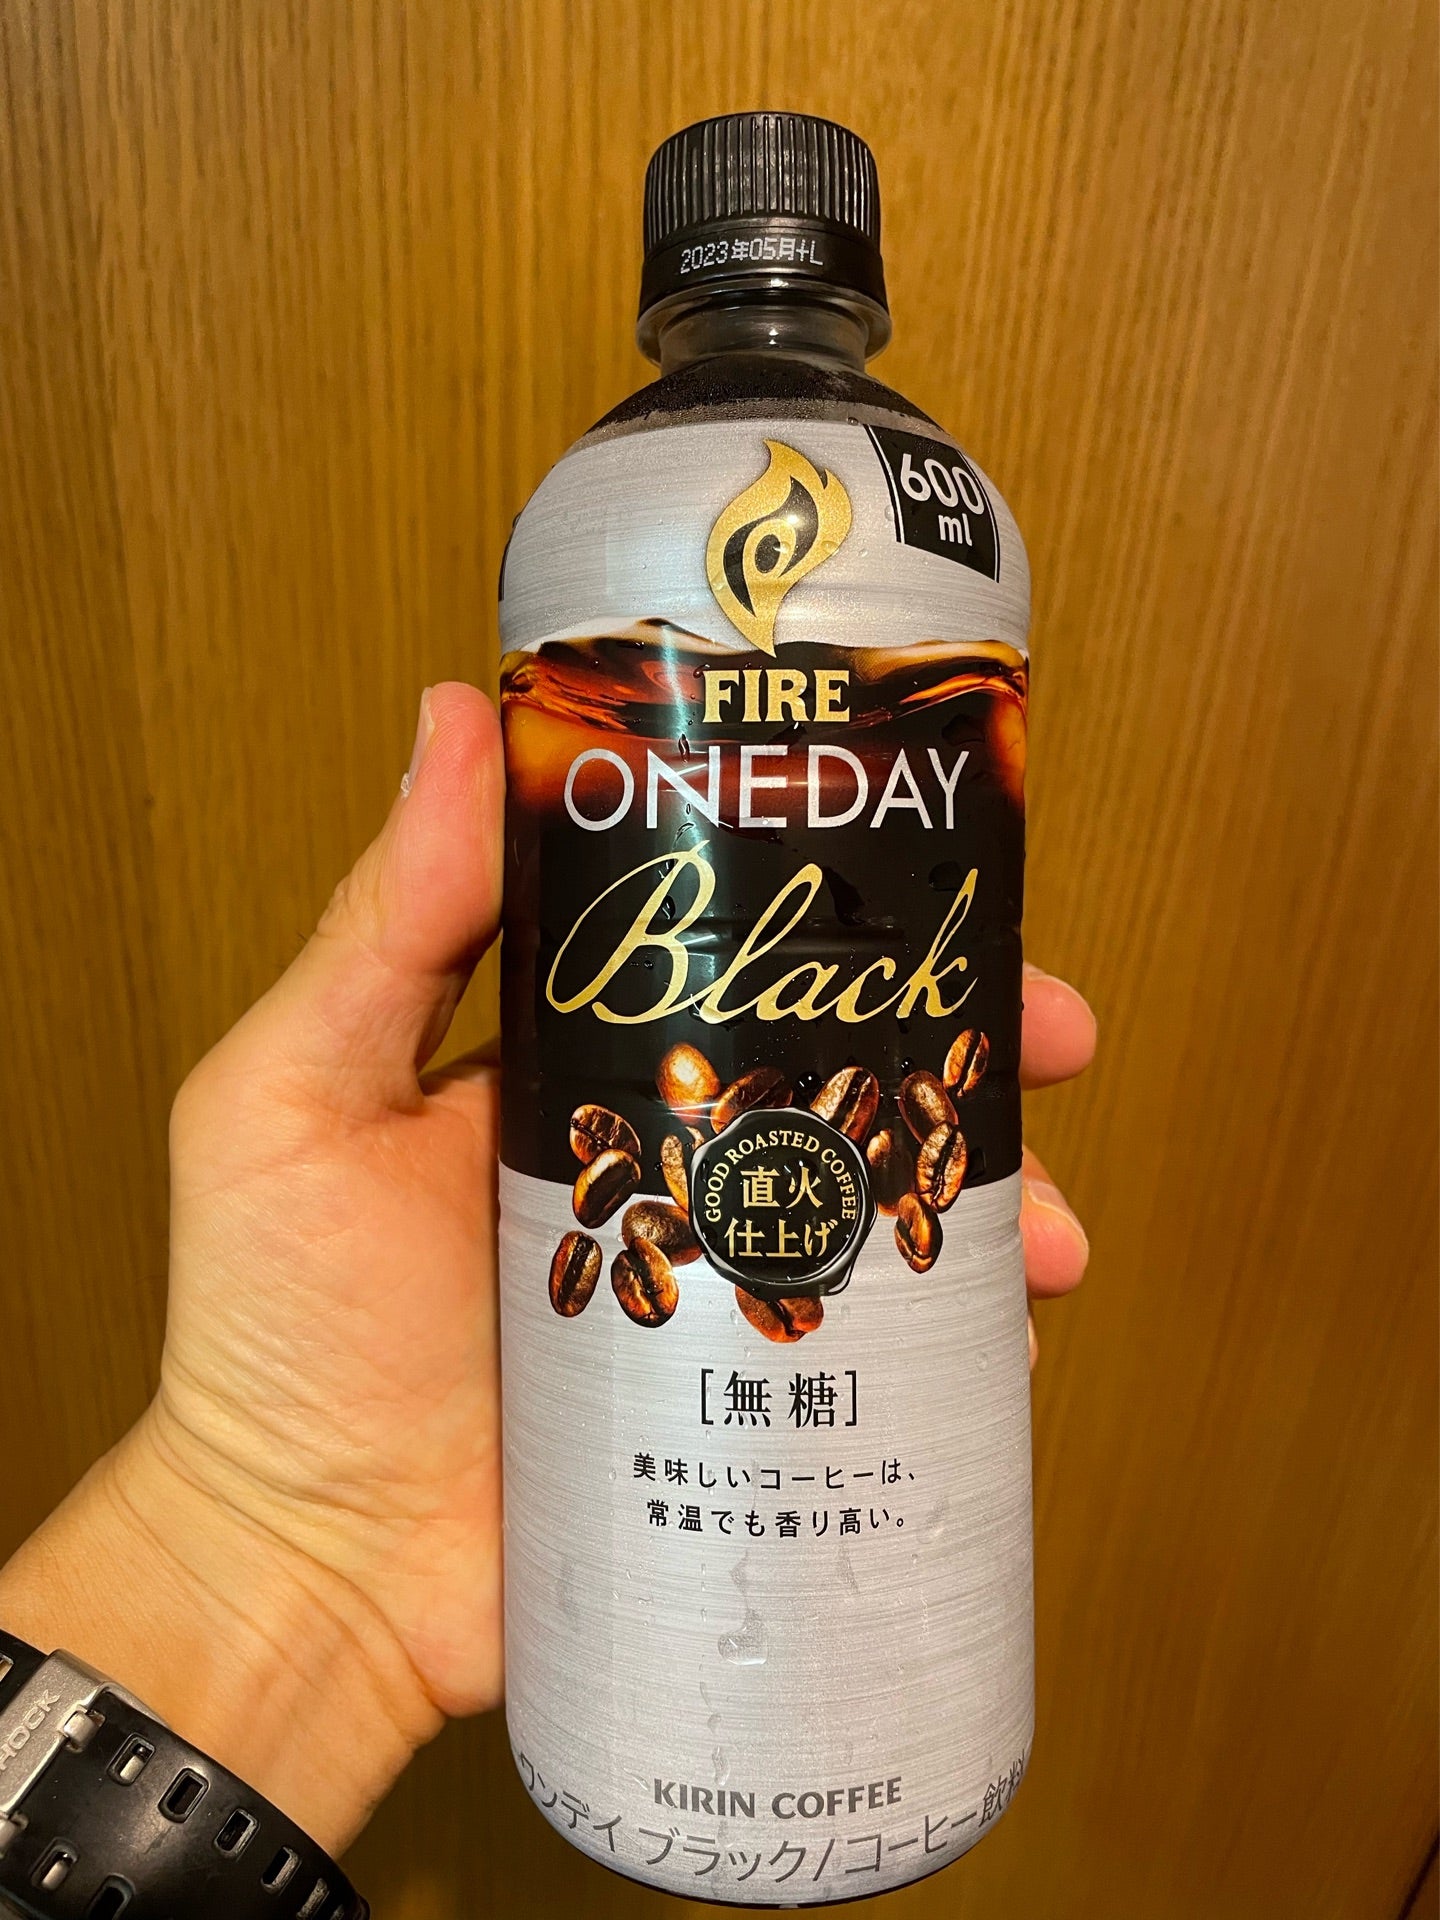 2023年05月+L
600
ml
FIRE
ONEDAY
Black
GOOD ROASTED COFFEE
直火
仕上げ
[無糖]
美味しいコーヒーは、
常温でも香り高い。
KIRIN COFFEE
ワンデイ ブラック/コーヒー飲料
HOCK